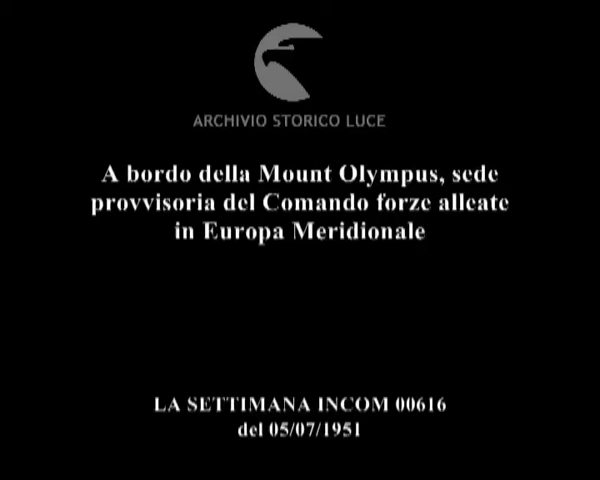 ARCHIVIO STORICO LUCE
A bordo della Mount Olympus, sede
provvisoria del Comando forze alleate
in Europa Meridionale
LA SETTIMANA INCOM 00616
del 05/07/1951